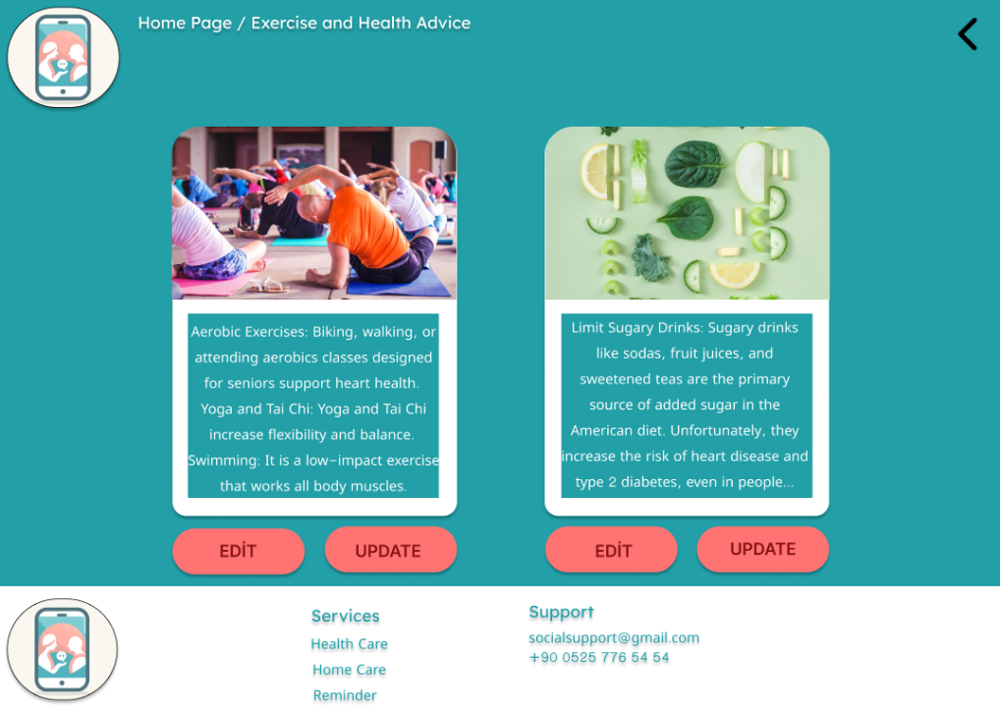 Home Page / Exercise and Health Advice
Aerobic Exercises: Biking, walking, or
attending aerobics classes designed
for seniors support heart health.
Yoga and Tai Chi: Yoga and Tai Chi
increase flexibility and balance.
Swimming: It is a low-impact exercise
that works all body muscles.
EDİT
UPDATE
Limit Sugary Drinks: Sugary drinks
like sodas, fruit juices, and
sweetened teas are the primary
source of added sugar in the
American diet. Unfortunately, they
increase the risk of heart disease and
type 2 diabetes, even in people...
EDİT
UPDATE
Services
Health Care
Home Care
Reminder
Support
socialsupport@gmail.com
+90 0525 776 54 54